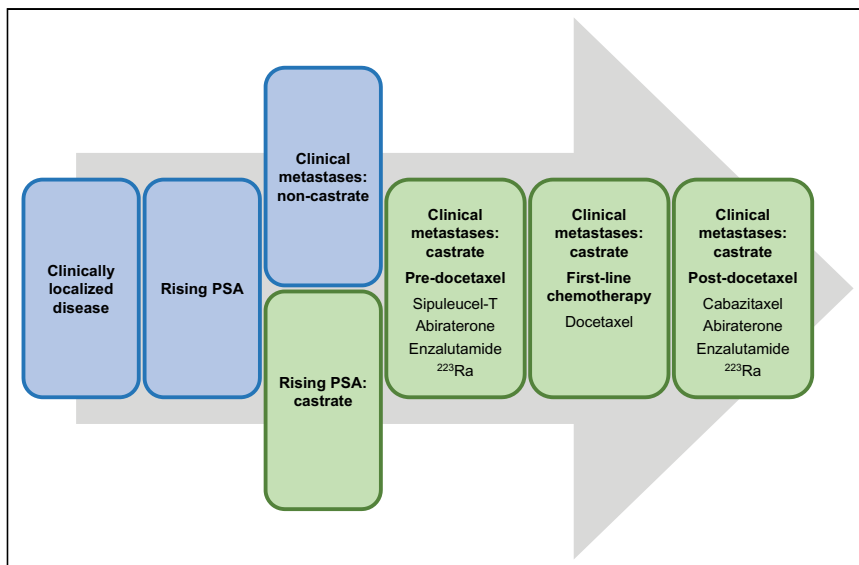 Clinically
localized
disease
Rising PSA
Clinical
metastases:
non-castrate
Rising PSA:
castrate
Clinical
metastases:
castrate
Pre-docetaxel
Sipuleucel-T
Abiraterone
Enzalutamide
²²³Ra
Clinical
metastases:
castrate
First-line
chemotherapy
Docetaxel
Clinical
metastases:
castrate
Post-docetaxel
Cabazitaxel
Abiraterone
Enzalutamide
²²³Ra